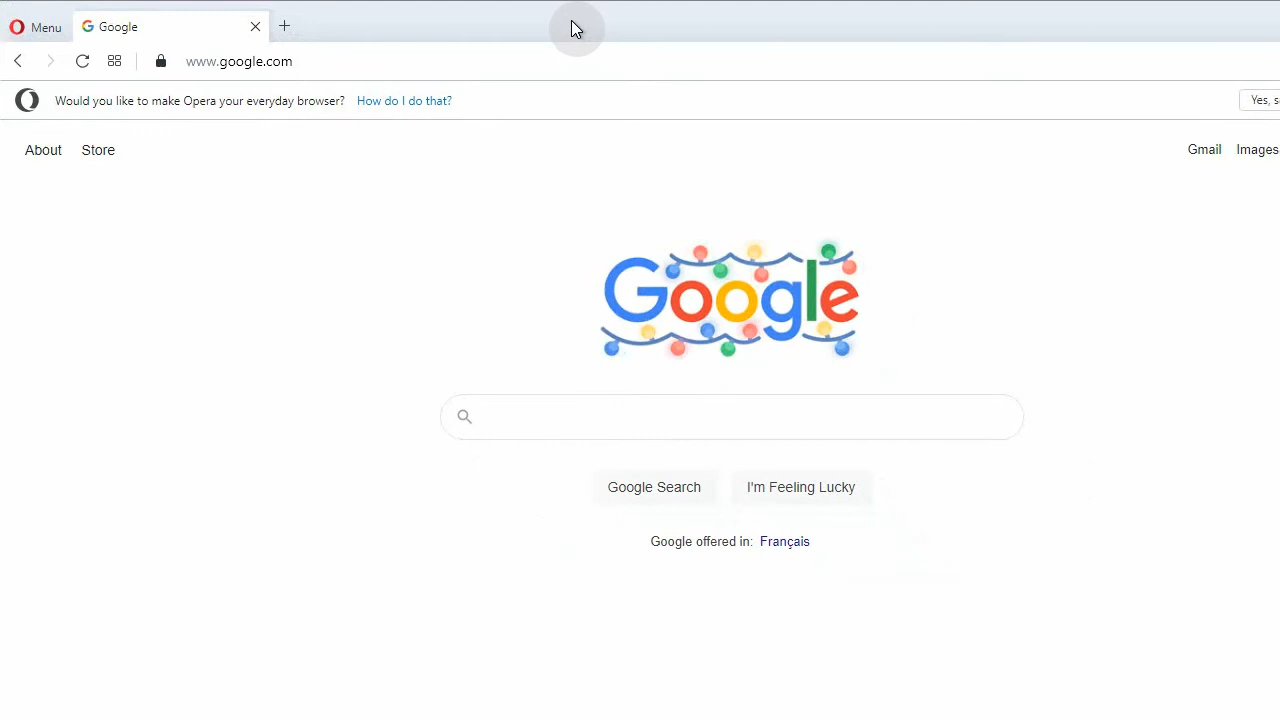 Menu
Google
www.google.com
Would you like to make Opera your everyday browser? How do I do that?
Yes, s
About Store
Gmail Images
Google
Google Search I'm Feeling Lucky
Google offered in: Français